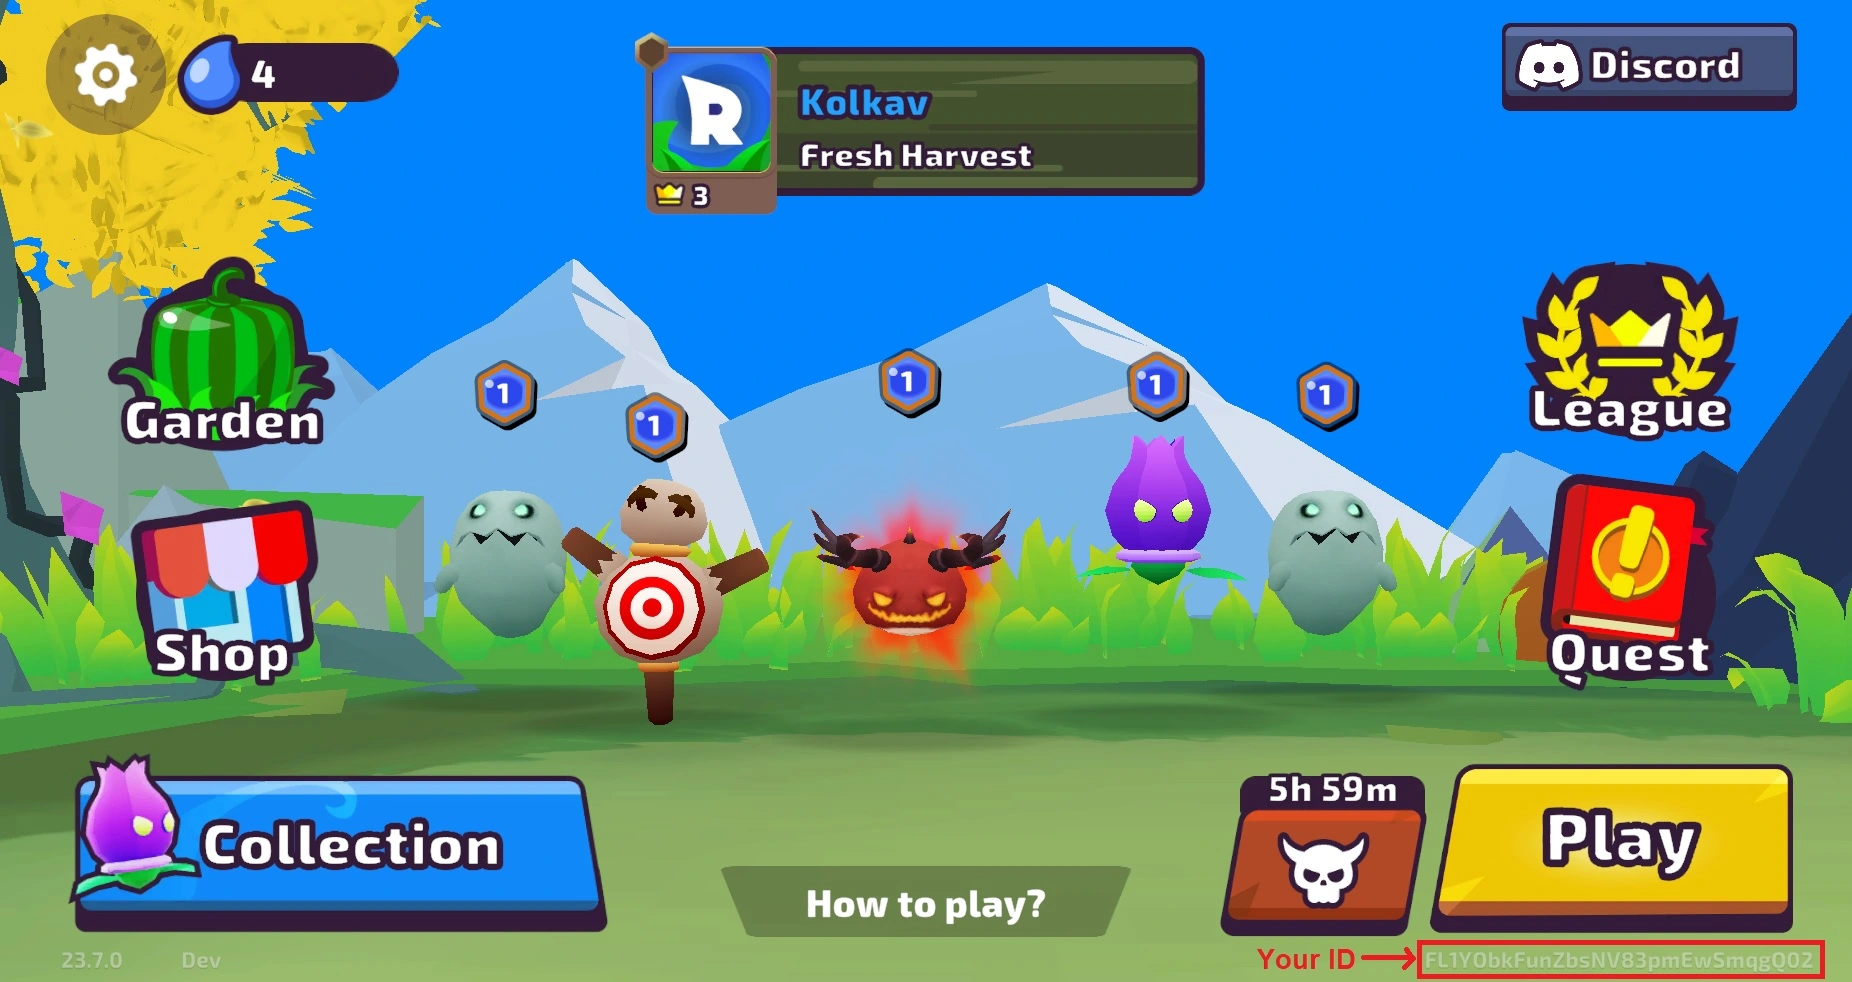 4
R
Kolkav
Fresh Harvest
3
Discord
Garden
League
1
1
1
1
1
Shop
Quest
Collection
How to play?
5h 59m
Play
23.7.0
Dev
Your ID
FL1YObkFunZbsNV83pmEwSmqgQO2